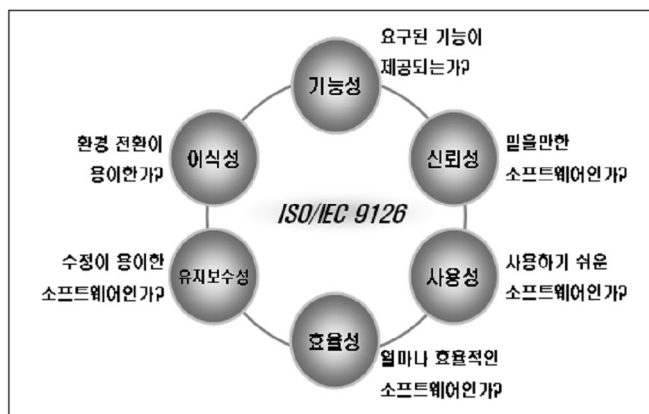 요구된 기능이
제공되는가?
기능성
환경 전환이
용이한가?
이식성
신뢰성
믿을만한
소프트웨어인가?
ISO/IEC 9126
수정이 용이한
소프트웨어인가?
유지보수성
사용성
사용하기 쉬운
소프트웨어인가?
효율성
얼마나 효율적인
소프트웨어인가?